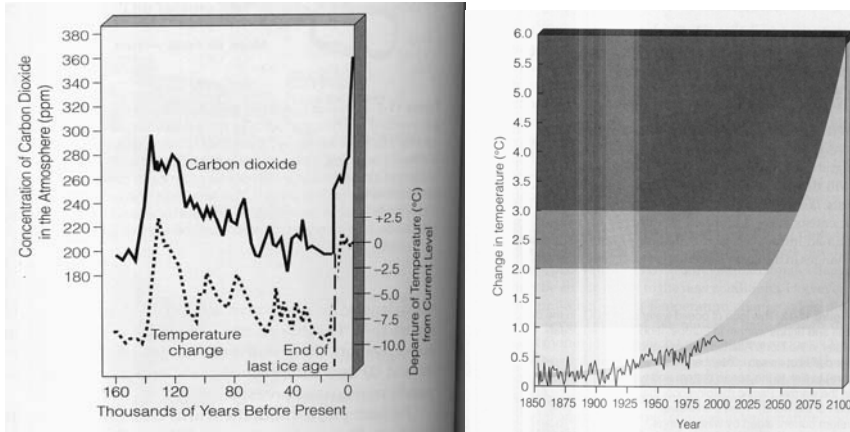 Concentration of Carbon Dioxide
in the Atmosphere (ppm)
380
360
340
320
300
280
260
240
220
200
180
Carbon dioxide
Temperature
change
End of
last ice age
+2.5
0
−2.5
−5.0
−7.5
−10.0
Departure of Temperature (°C)
from Current Level
160 120 80 40 0
Thousands of Years Before Present
Change in temperature (°C)
6.0
5.5
5.0
4.5
4.0
3.5
3.0
2.5
2.0
1.5
1.0
0.5
0
1850 1875 1900 1925 1950 1975 2000 2025 2050 2075 2100
Year